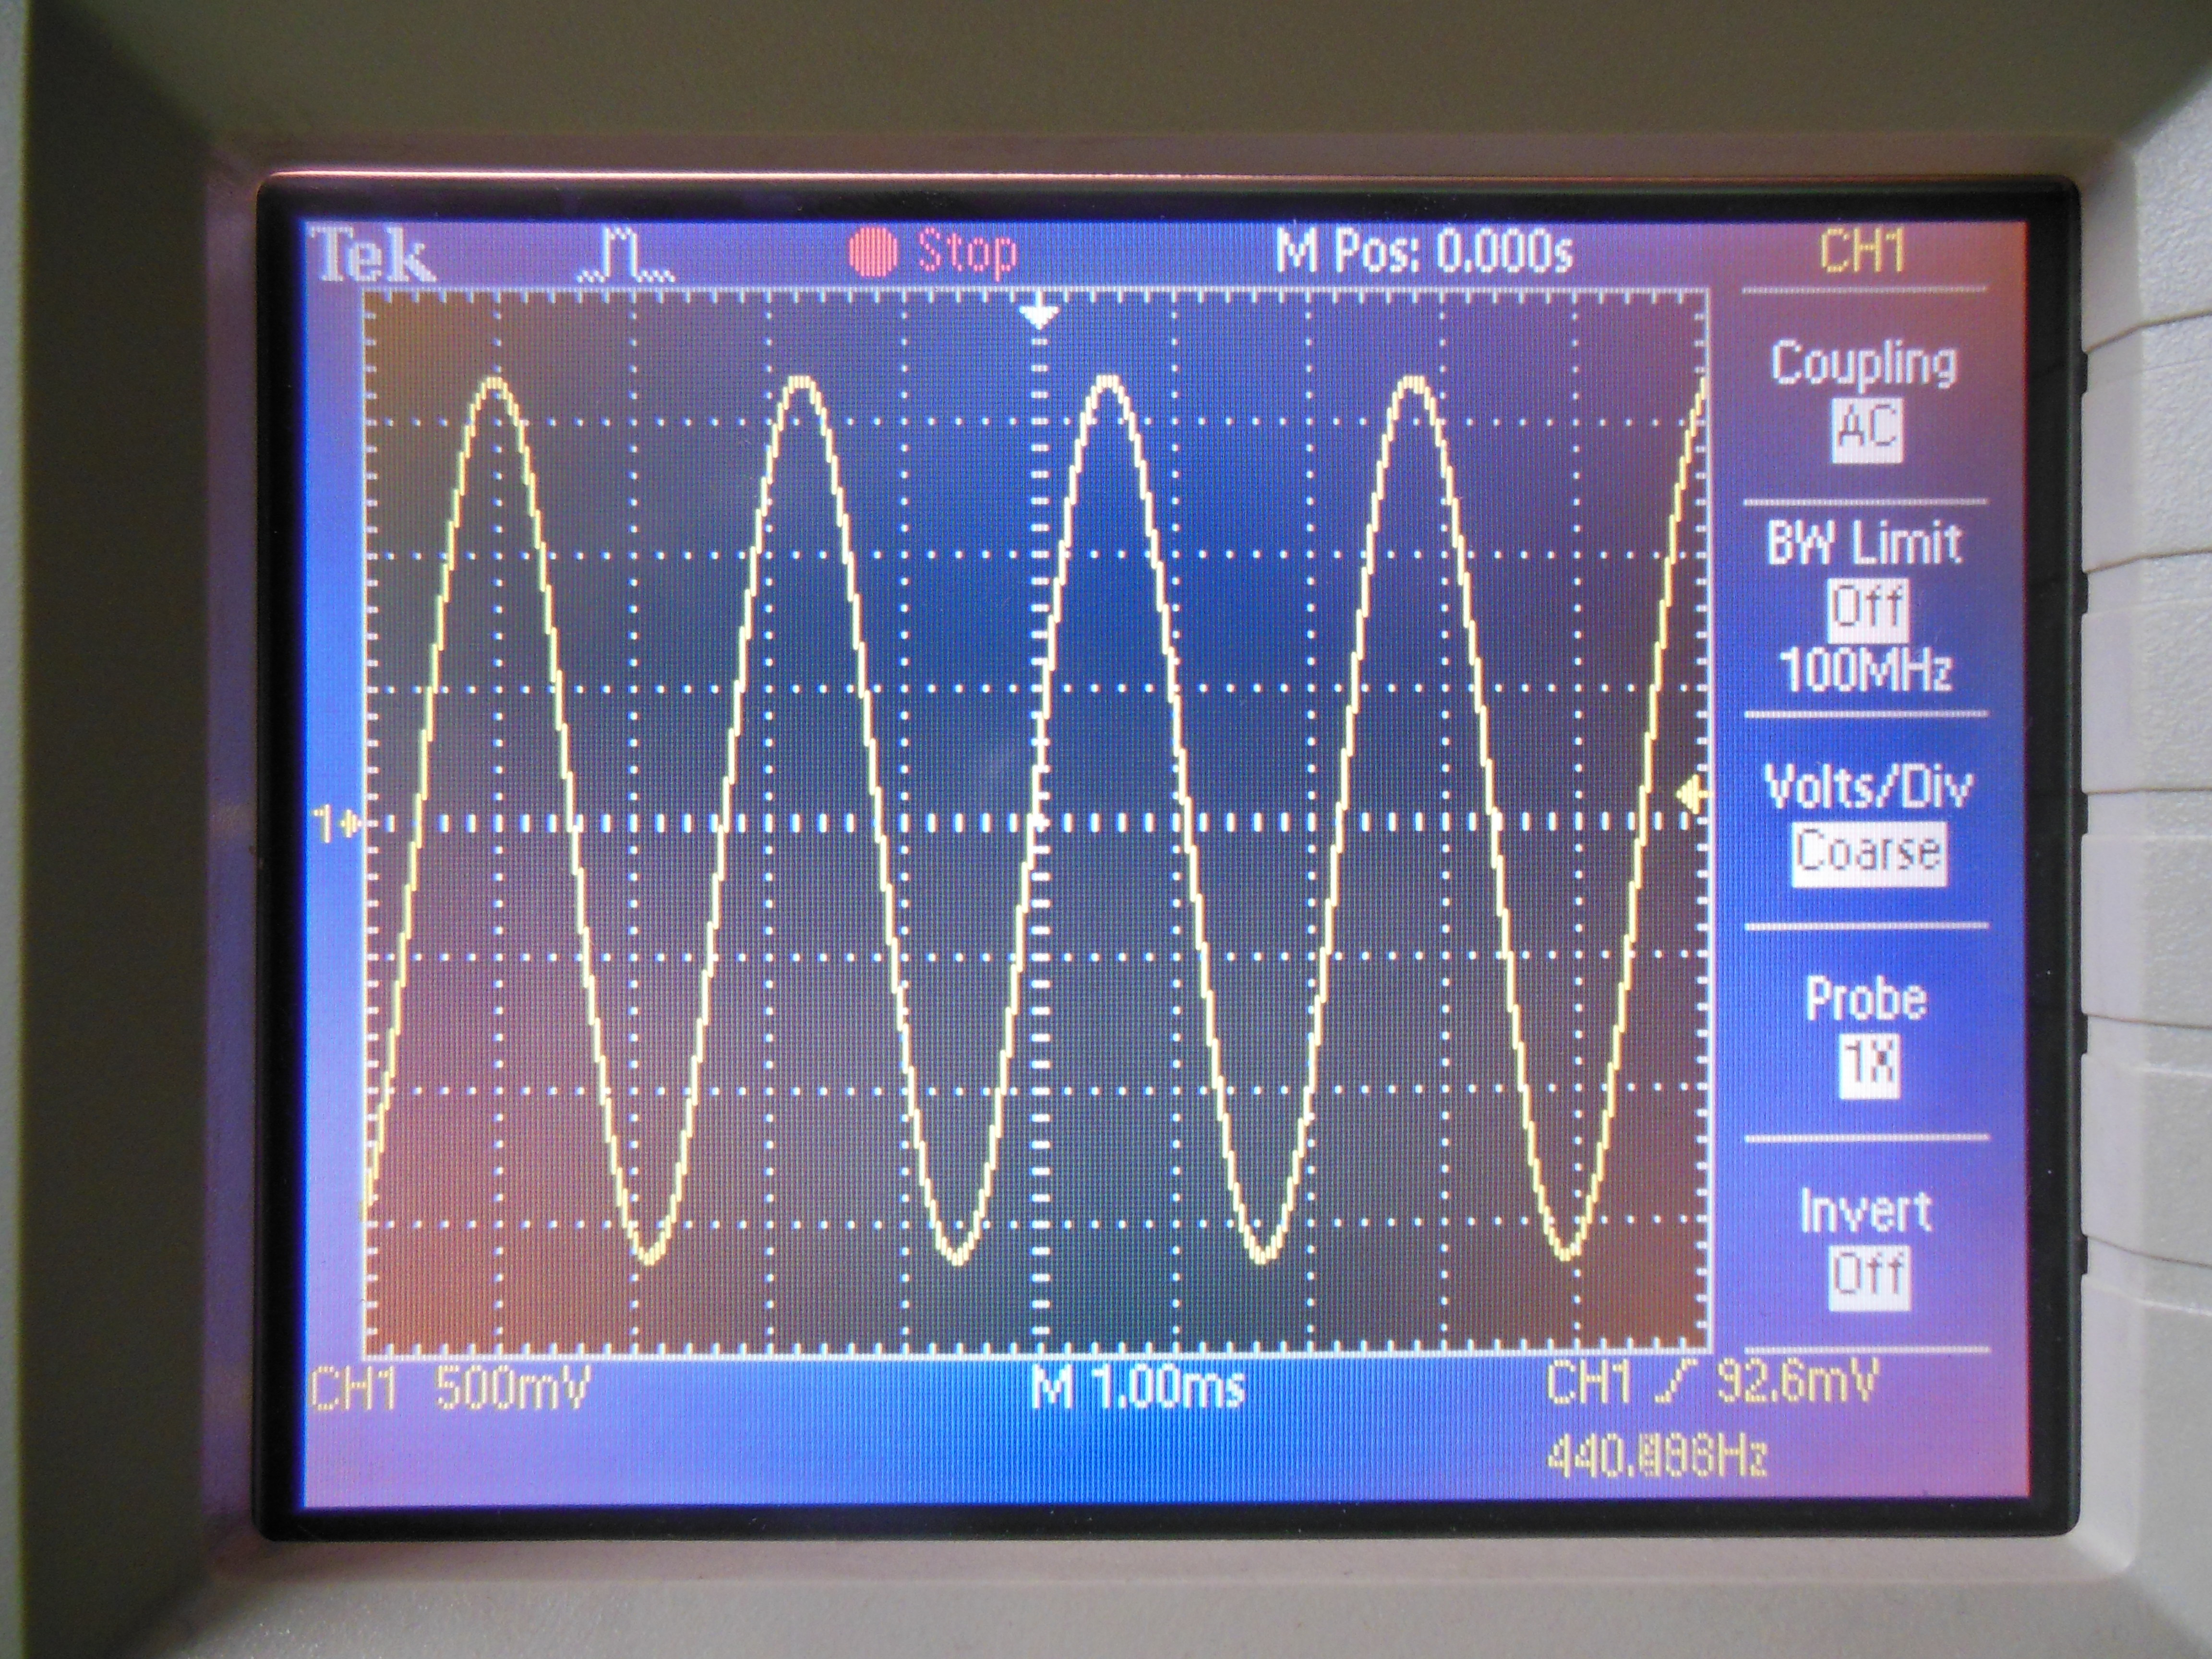 Tek Stop M Pos: 0.000s CH1
Coupling
AC
BW Limit
Off
100MHz
Volts/Div
Coarse
1
Probe
1X
Invert
Off
CH1 500mV M 1.00ms CH1 92.6mV